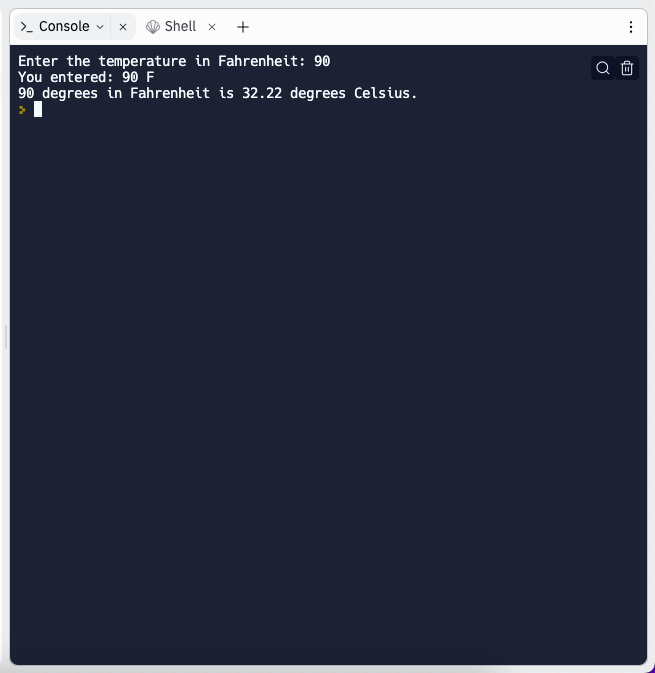 >_ Console
Shell
Enter the temperature in Fahrenheit: 90
You entered: 90 F
90 degrees in Fahrenheit is 32.22 degrees Celsius.
>